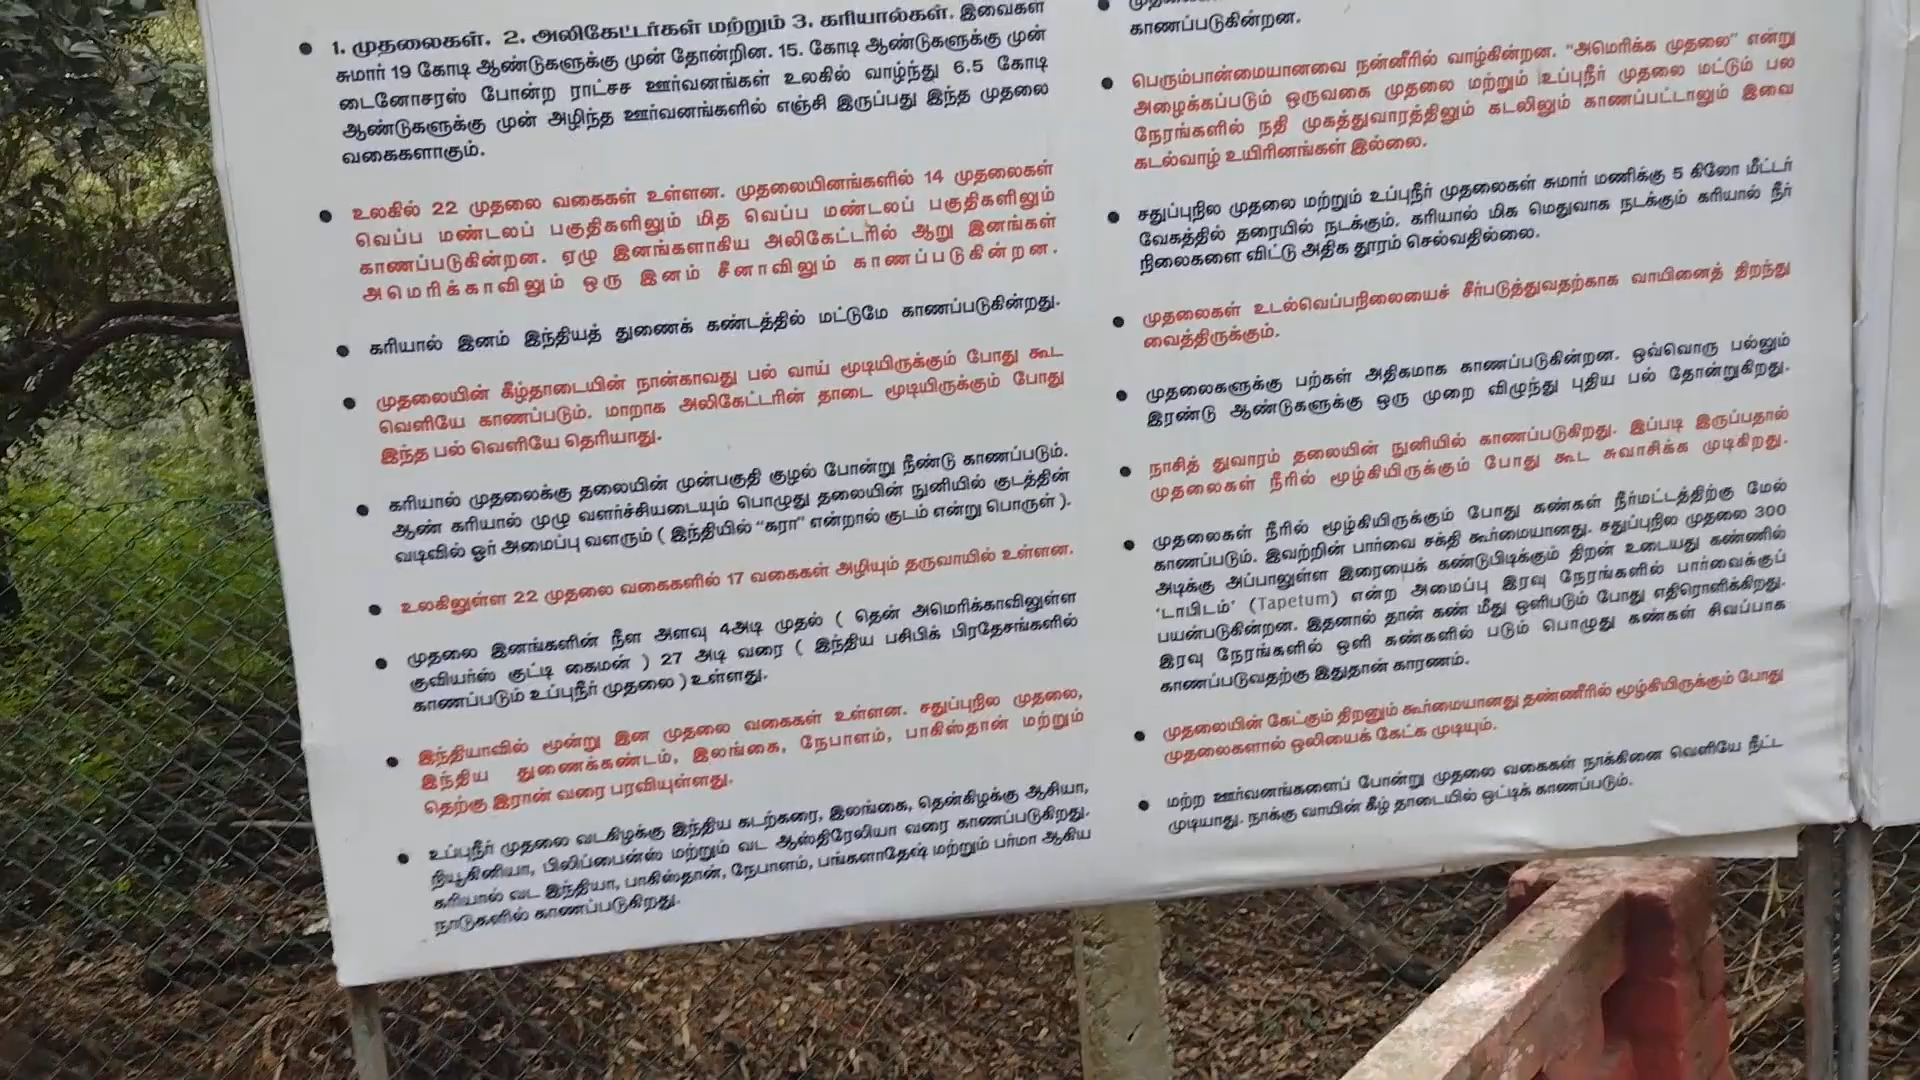 1. முதலைகள். 2. அலிகேட்டர்கள் மற்றும் 3. கரியால்கள். இவைகள்
சுமார் 19 கோடி ஆண்டுகளுக்கு முன் தோன்றின. 15. கோடி ஆண்டுகளுக்கு முன்
டைனோசரஸ் போன்ற ராட்சச ஊர்வனங்கள் உலகில் வாழ்ந்து 6.5 கோடி
ஆண்டுகளுக்கு முன் அழிந்த ஊர்வனங்களில் எஞ்சி இருப்பது இந்த முதலை
வகைகளாகும்.
உலகில் 22 முதலை வகைகள் உள்ளன. முதலையினங்களில் 14 முதலைகள்
வெப்ப மண்டலப் பகுதிகளிலும் மித வெப்ப மண்டலப் பகுதிகளிலும்
காணப்படுகின்றன. ஏழு இனங்களாகிய அலிகேட்டரில் ஆறு இனங்கள்
அமெரிக்காவிலும் ஒரு இனம் சீனாவிலும் காணப்படுகின்றன.
கரியால் இனம் இந்தியத் துணைக் கண்டத்தில் மட்டுமே காணப்படுகின்றது.
முதலையின் கீழ்தாடையின் நான்காவது பல் வாய் மூடியிருக்கும் போது கூட
வெளியே காணப்படும். மாறாக அலிகேட்டரின் தாடை மூடியிருக்கும் போது
இந்த பல் வெளியே தெரியாது.
கரியால் முதலைக்கு தலையின் முன்பகுதி குழல் போன்று நீண்டு காணப்படும்.
ஆண் கரியால் முழு வளர்ச்சியடையும் பொழுது தலையின் நுனியில் குடத்தின்
வடிவில் ஓர் அமைப்பு வளரும் ( இந்தியில் "கரா" என்றால் குடம் என்று பொருள் ).
உலகிலுள்ள 22 முதலை வகைகளில் 17 வகைகள் அழியும் தருவாயில் உள்ளன.
முதலை இனங்களின் நீள அளவு 4அடி முதல் ( தென் அமெரிக்காவிலுள்ள
குவியர்ஸ் குட்டி கைமன் ) 27 அடி வரை ( இந்திய பசிபிக் பிரதேசங்களில்
காணப்படும் உப்புநீர் முதலை ) உள்ளது.
இந்தியாவில் மூன்று இன முதலை வகைகள் உள்ளன. சதுப்புநில முதலை,
இந்திய துணைக்கண்டம், இலங்கை, நேபாளம், பாகிஸ்தான் மற்றும்
தெற்கு இரான் வரை பரவியுள்ளது.
உப்புநீர் முதலை வடகிழக்கு இந்திய கடற்கரை, இலங்கை, தென்கிழக்கு ஆசியா,
நியூகினியா, பிலிப்பைன்ஸ் மற்றும் வட ஆஸ்திரேலியா வரை காணப்படுகிறது.
கரியால் வட இந்தியா, பாகிஸ்தான், நேபாளம், பங்களாதேஷ் மற்றும் பர்மா ஆகிய
நாடுகளில் காணப்படுகிறது.
காணப்படுகின்றன.
பெரும்பான்மையானவை நன்னீரில் வாழ்கின்றன. "அமெரிக்க முதலை" என்று
அழைக்கப்படும் ஒருவகை முதலை மற்றும் உப்புநீர் முதலை மட்டும் பல
நேரங்களில் நதி முகத்துவாரத்திலும் கடலிலும் காணப்பட்டாலும் இவை
கடல்வாழ் உயிரினங்கள் இல்லை.
சதுப்புநில முதலை மற்றும் உப்புநீர் முதலைகள் சுமார் மணிக்கு 5 கிலோ மீட்டர்
வேகத்தில் தரையில் நடக்கும். கரியால் மிக மெதுவாக நடக்கும் கரியால் நீர்
நிலைகளை விட்டு அதிக தூரம் செல்வதில்லை.
முதலைகள் உடல்வெப்பநிலையைச் சீர்படுத்துவதற்காக வாயினைத் திறந்து
வைத்திருக்கும்.
முதலைகளுக்கு பற்கள் அதிகமாக காணப்படுகின்றன. ஒவ்வொரு பல்லும்
இரண்டு ஆண்டுகளுக்கு ஒரு முறை விழுந்து புதிய பல் தோன்றுகிறது.
நாசித் துவாரம் தலையின் நுனியில் காணப்படுகிறது. இப்படி இருப்பதால்
முதலைகள் நீரில் மூழ்கியிருக்கும் போது கூட சுவாசிக்க முடிகிறது.
முதலைகள் நீரில் மூழ்கியிருக்கும் போது கண்கள் நீர்மட்டத்திற்கு மேல்
காணப்படும். இவற்றின் பார்வை சக்தி கூர்மையானது. சதுப்புநில முதலை 300
அடிக்கு அப்பாலுள்ள இரையைக் கண்டுபிடிக்கும் திறன் உடையது கண்ணில்
'டாபிடம்' (Tapetum) என்ற அமைப்பு இரவு நேரங்களில் பார்வைக்குப்
பயன்படுகின்றன. இதனால் தான் கண் மீது ஒளிபடும் போது எதிரொளிக்கிறது.
இரவு நேரங்களில் ஒளி கண்களில் படும் பொழுது கண்கள் சிவப்பாக
காணப்படுவதற்கு இதுதான் காரணம்.
முதலையின் கேட்கும் திறனும் கூர்மையானது தண்ணீரில் மூழ்கியிருக்கும் போது
முதலைகளால் ஒலியைக் கேட்க முடியும்.
மற்ற ஊர்வனங்களைப் போன்று முதலை வகைகள் நாக்கினை வெளியே நீட்ட
முடியாது. நாக்கு வாயின் கீழ் தாடையில் ஒட்டிக் காணப்படும்.